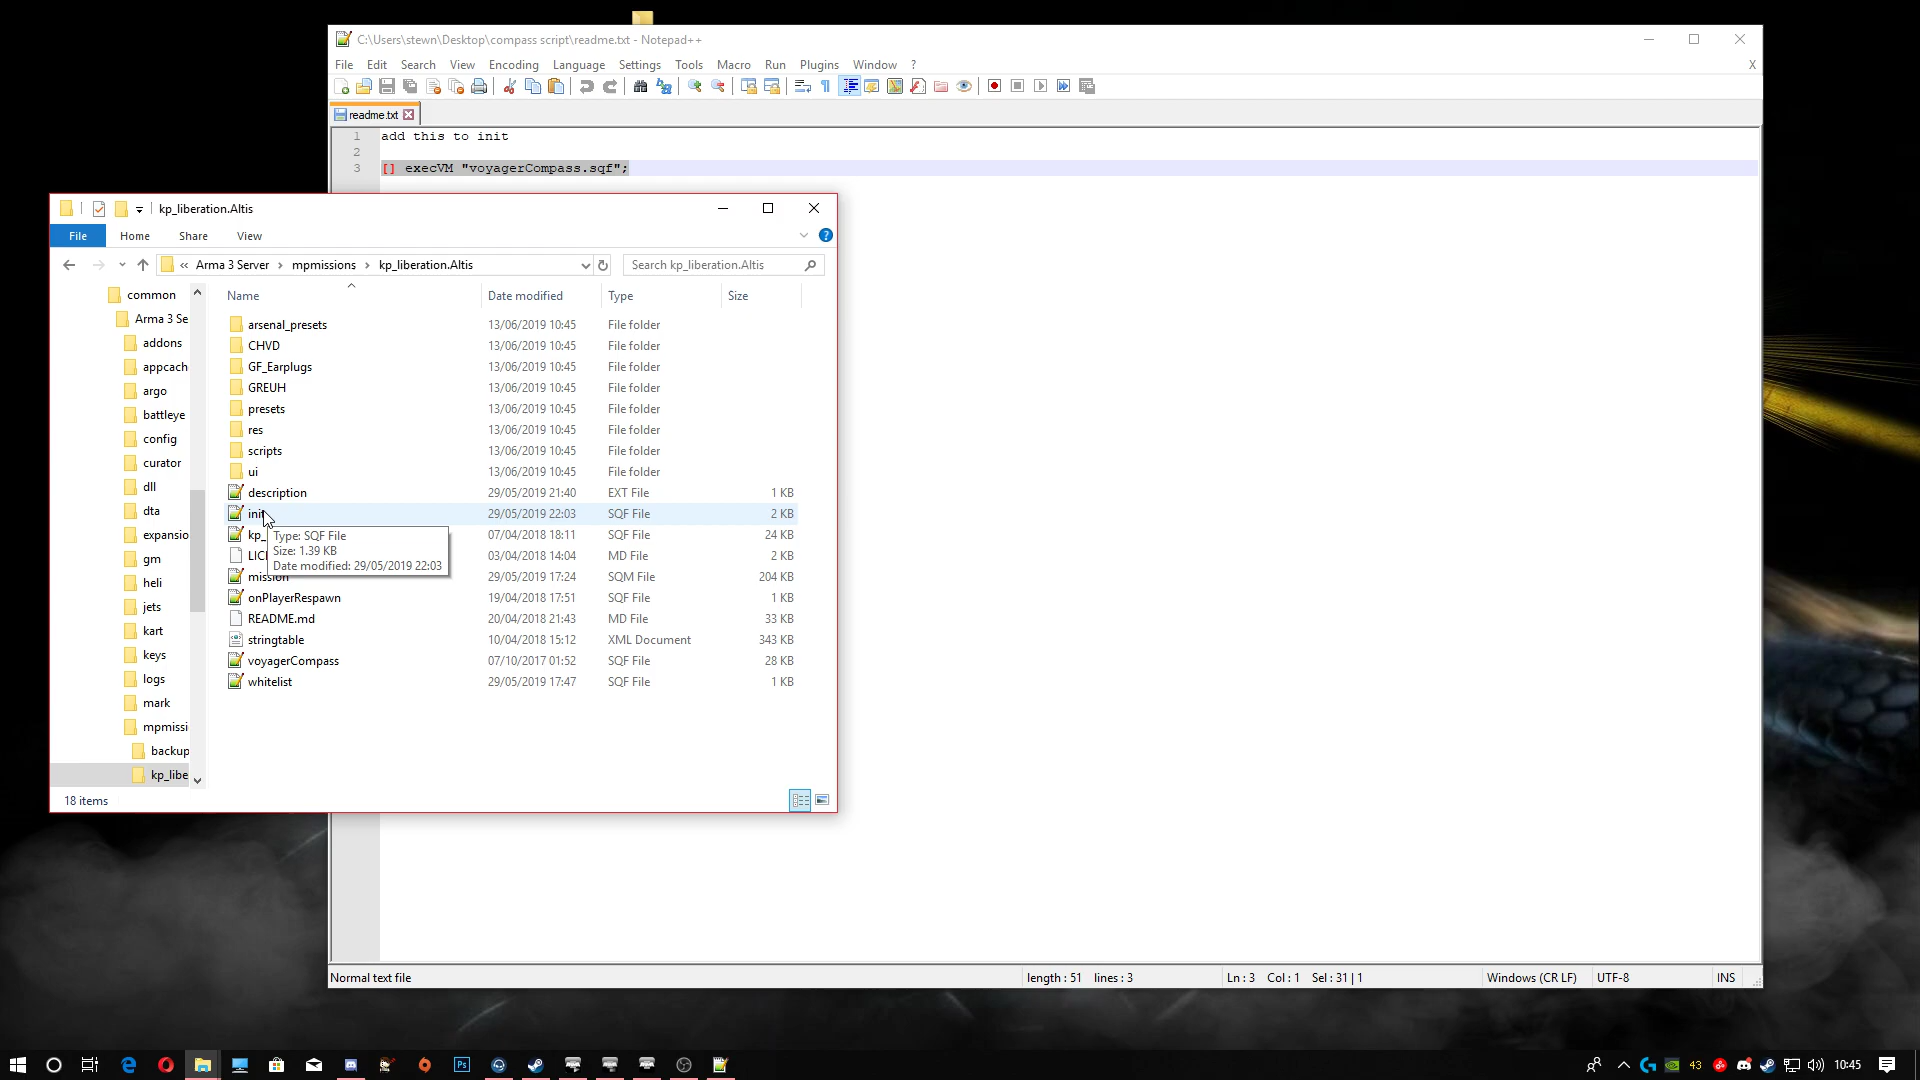 C:\Users\stewn\Desktop\compass script\readme.txt - Notepad++
File Edit Search View Encoding Language Settings Tools Macro Run Plugins Window ? X
readme.txt
1 add this to init
2
3 [] execVM "voyagerCompass.sqf";
kp_liberation.Altis
File Home Share View
« Arma 3 Server › mpmissions › kp_liberation.Altis
Search kp_liberation.Altis
Name Date modified Type Size
common
Arma 3 Se
addons
appcach
argo
battleye
config
curator
dll
dta
expansio
gm
heli
jets
kart
keys
logs
mark
mpmissi
backup
kp_libe
arsenal_presets 13/06/2019 10:45 File folder
CHVD 13/06/2019 10:45 File folder
GF_Earplugs 13/06/2019 10:45 File folder
GREUH 13/06/2019 10:45 File folder
presets 13/06/2019 10:45 File folder
res 13/06/2019 10:45 File folder
scripts 13/06/2019 10:45 File folder
ui 13/06/2019 10:45 File folder
description 29/05/2019 21:40 EXT File 1 KB
init 29/05/2019 22:03 SQF File 2 KB
kp_ 07/04/2018 18:11 SQF File 24 KB
LICE 03/04/2018 14:04 MD File 2 KB
mission 29/05/2019 17:24 SQM File 204 KB
onPlayerRespawn 19/04/2018 17:51 SQF File 1 KB
README.md 20/04/2018 21:43 MD File 33 KB
stringtable 10/04/2018 15:12 XML Document 343 KB
voyagerCompass 07/10/2017 01:52 SQF File 28 KB
whitelist 29/05/2019 17:47 SQF File 1 KB
Type: SQF File
Size: 1.39 KB
Date modified: 29/05/2019 22:03
18 items
Normal text file length : 51 lines : 3 Ln : 3 Col : 1 Sel : 31 | 1 Windows (CR LF) UTF-8 INS
Ps 43 10:45